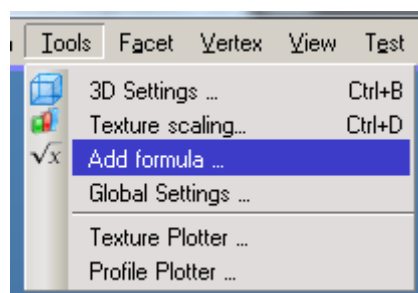 Tools Facet Vertex View Test
3D Settings ... Ctrl+B
Texture scaling... Ctrl+D
√x Add formula ...
Global Settings ...
Texture Plotter ...
Profile Plotter ...